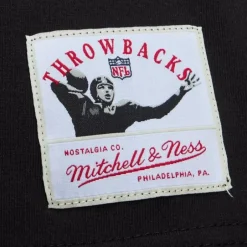 THROWBACKS
NFL
NOSTALGIA CO.
Mitchell & Ness
PHILADELPHIA, PA.